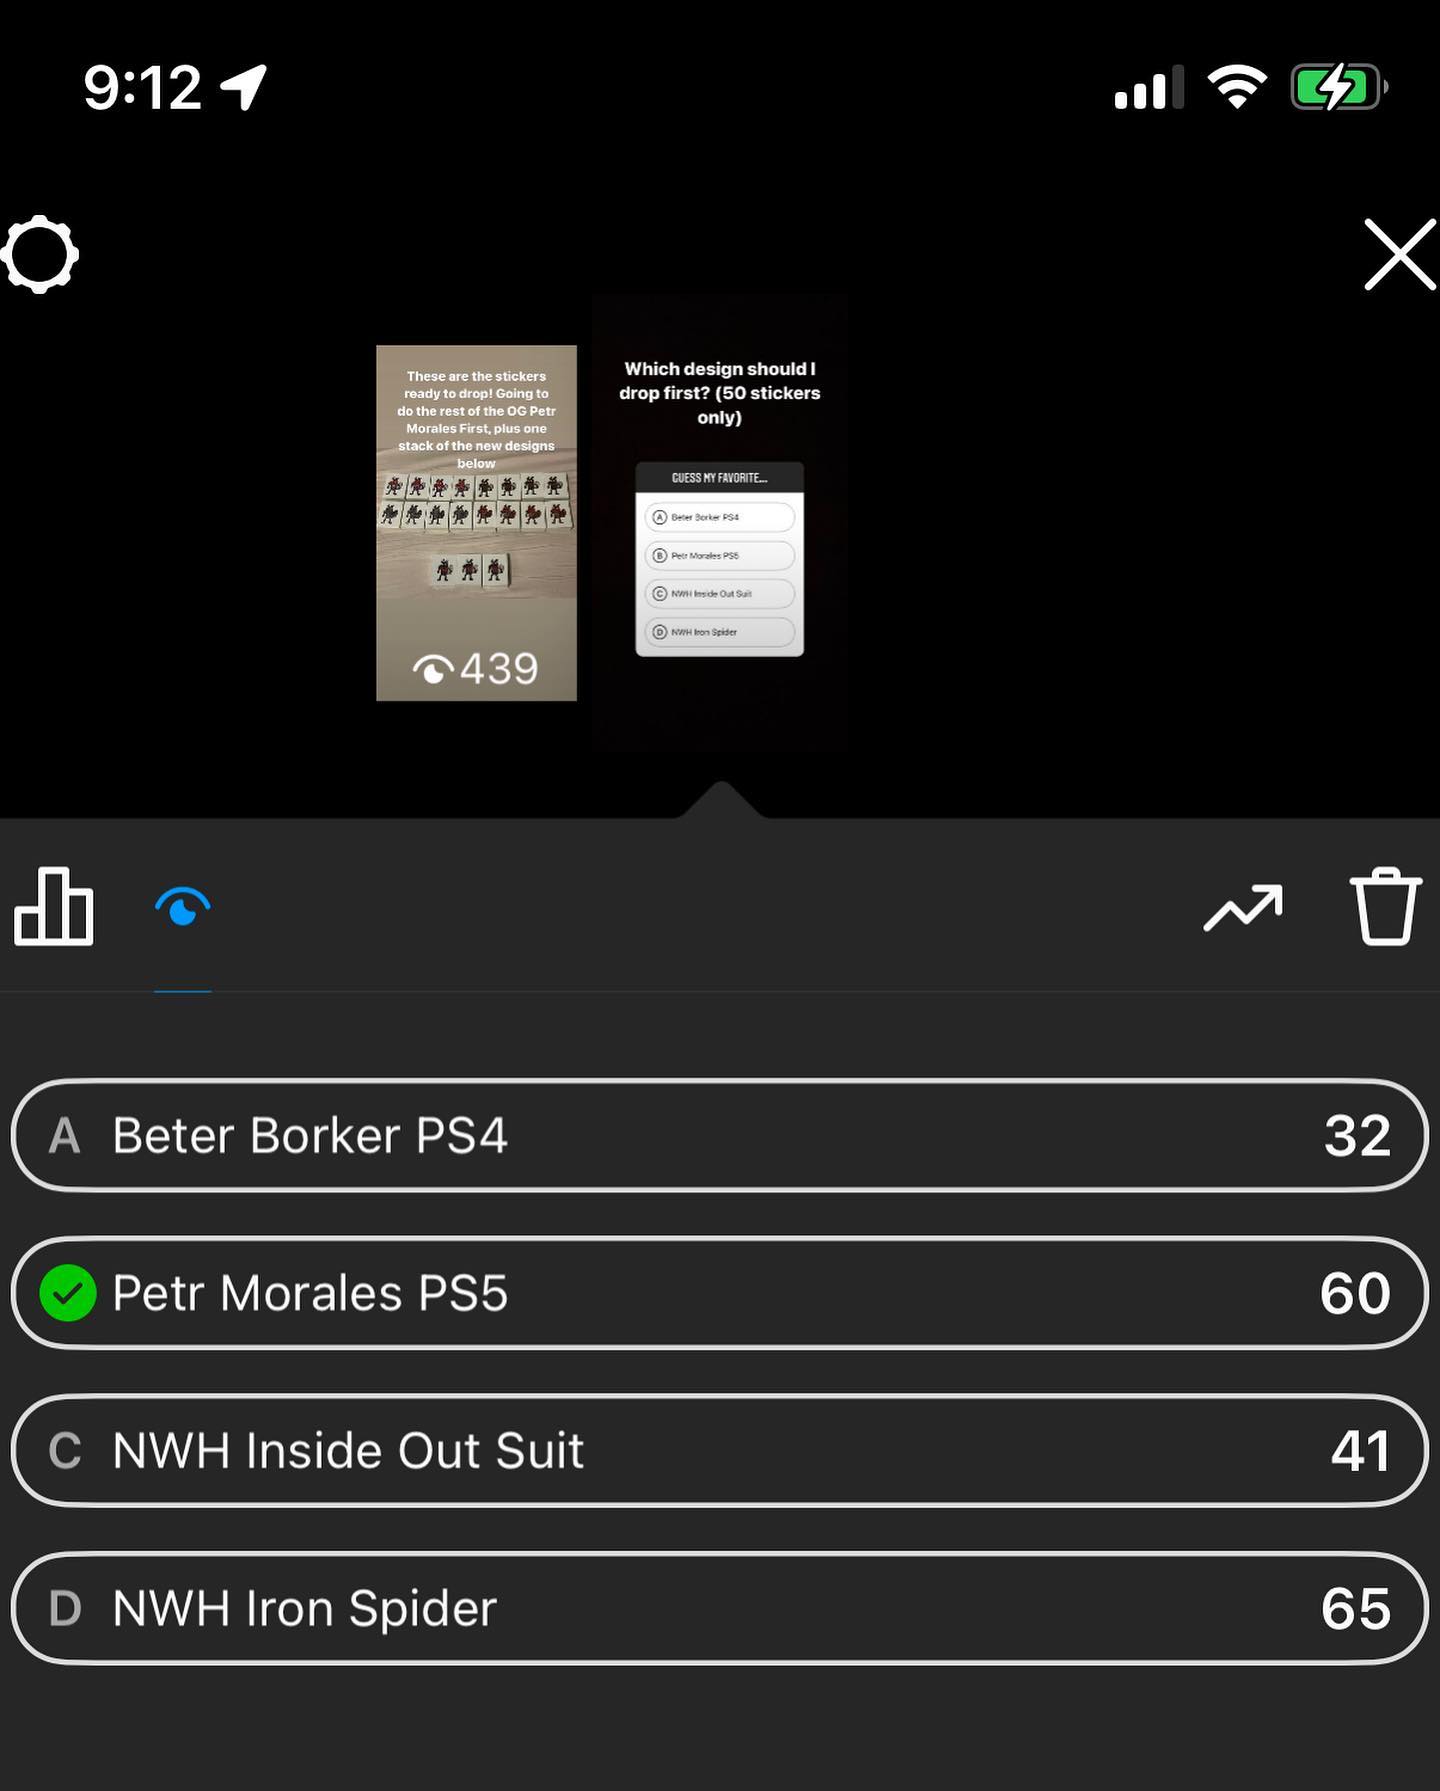 9:12
These are the stickers
ready to drop! Going to
do the rest of the OG Petr
Morales First, plus one
stack of the new designs
below
439
Which design should I
drop first? (50 stickers
only)
GUESS MY FAVORITE...
A Beter Borker PS4
B Petr Morales PS5
C NWH Inside Out Suit
D NWH Iron Spider
A Beter Borker PS4 32
Petr Morales PS5 60
C NWH Inside Out Suit 41
D NWH Iron Spider 65